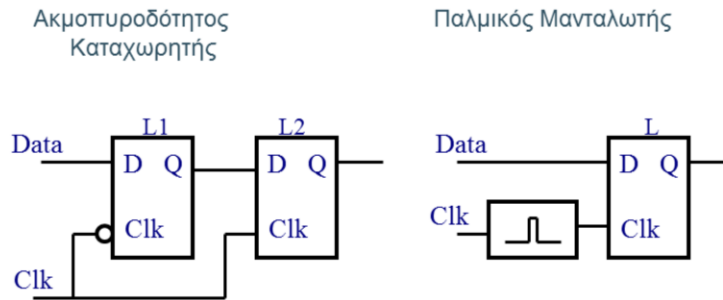 Ακμοπυροδότητος
Καταχωρητής
Παλμικός Μανταλωτής
L1
L2
L
Data
D Q
D Q
Data
D Q
Clk
Clk
Clk
Clk
Clk